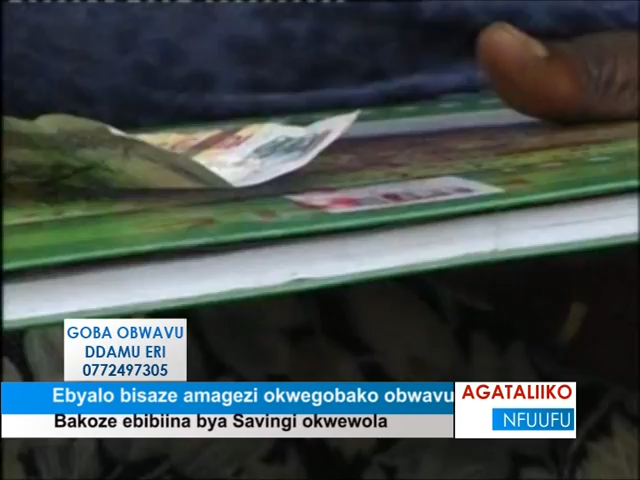 GOBA OBWAVU
DDAMU ERI
0772497305
Ebyalo bisaze amagezi okwegobako obwavu
Bakoze ebibiina bya Savingi okwewola
AGATALIIKO
NFUUFU